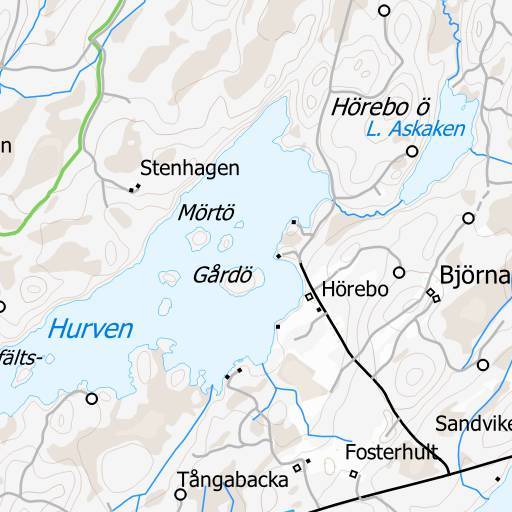 Hörebo ö
L. Askaken
n
Stenhagen
Mörtö
Gårdö
Björna
Hörebo
Hurven
fälts-
Sandvike
Fosterhult
Tångabacka